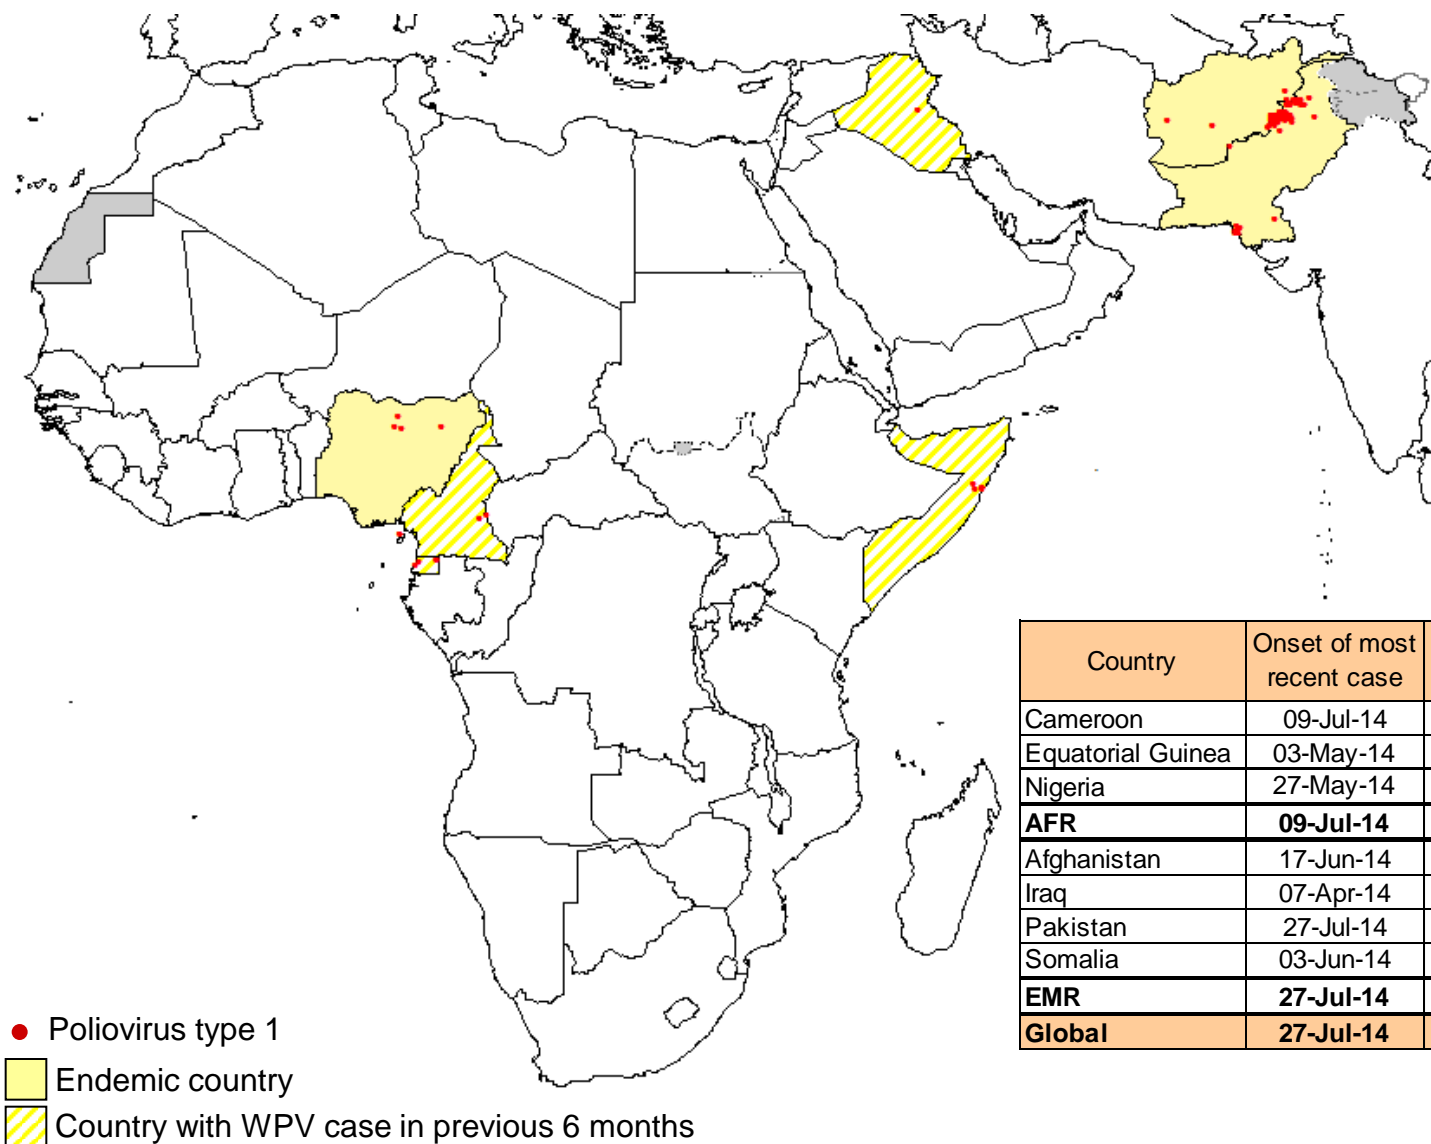 Country Onset of most recent case
Cameroon 09-Jul-14
Equatorial Guinea 03-May-14
Nigeria 27-May-14
AFR 09-Jul-14
Afghanistan 17-Jun-14
Iraq 07-Apr-14
Pakistan 27-Jul-14
Somalia 03-Jun-14
EMR 27-Jul-14
Global 27-Jul-14
Poliovirus type 1
Endemic country
Country with WPV case in previous 6 months